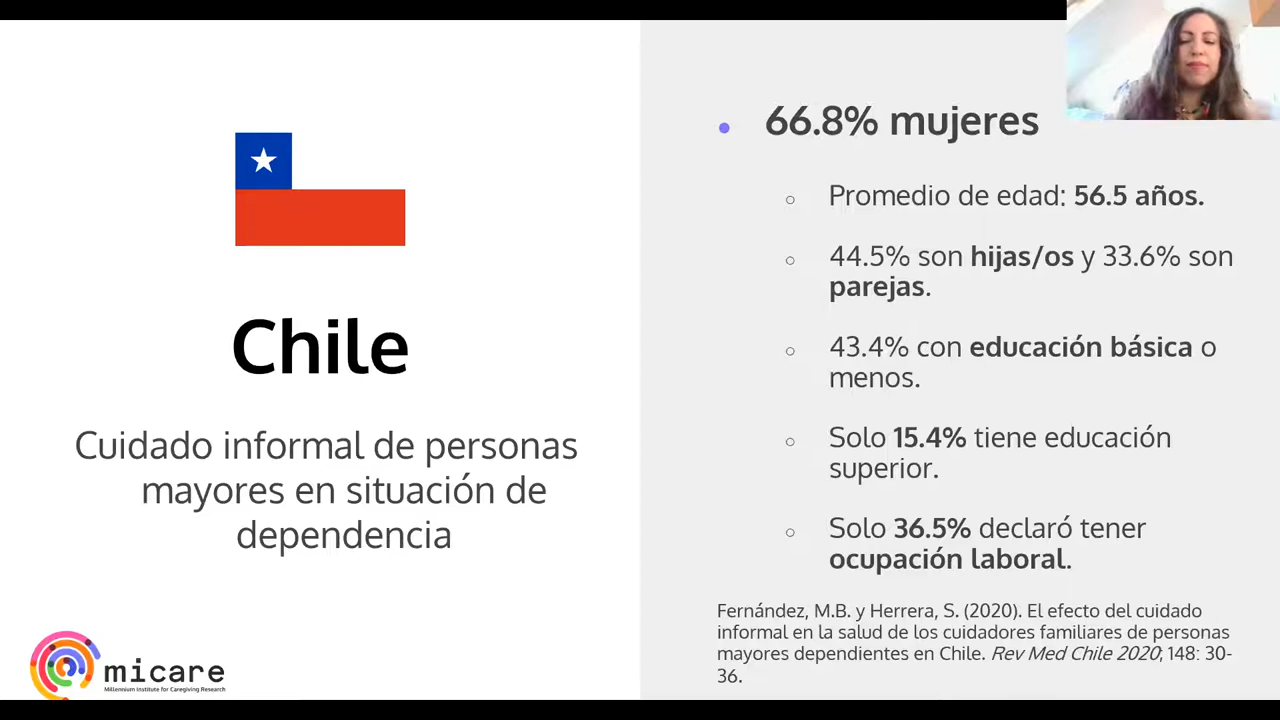 Chile
Cuidado informal de personas
mayores en situación de
dependencia
micare
Millennium Institute for Caregiving Research
66.8% mujeres
Promedio de edad: 56.5 años.
44.5% son hijas/os y 33.6% son
parejas.
43.4% con educación básica o
menos.
Solo 15.4% tiene educación
superior.
Solo 36.5% declaró tener
ocupación laboral.
Fernández, M.B. y Herrera, S. (2020). El efecto del cuidado
informal en la salud de los cuidadores familiares de personas
mayores dependientes en Chile. Rev Med Chile 2020; 148: 30-
36.